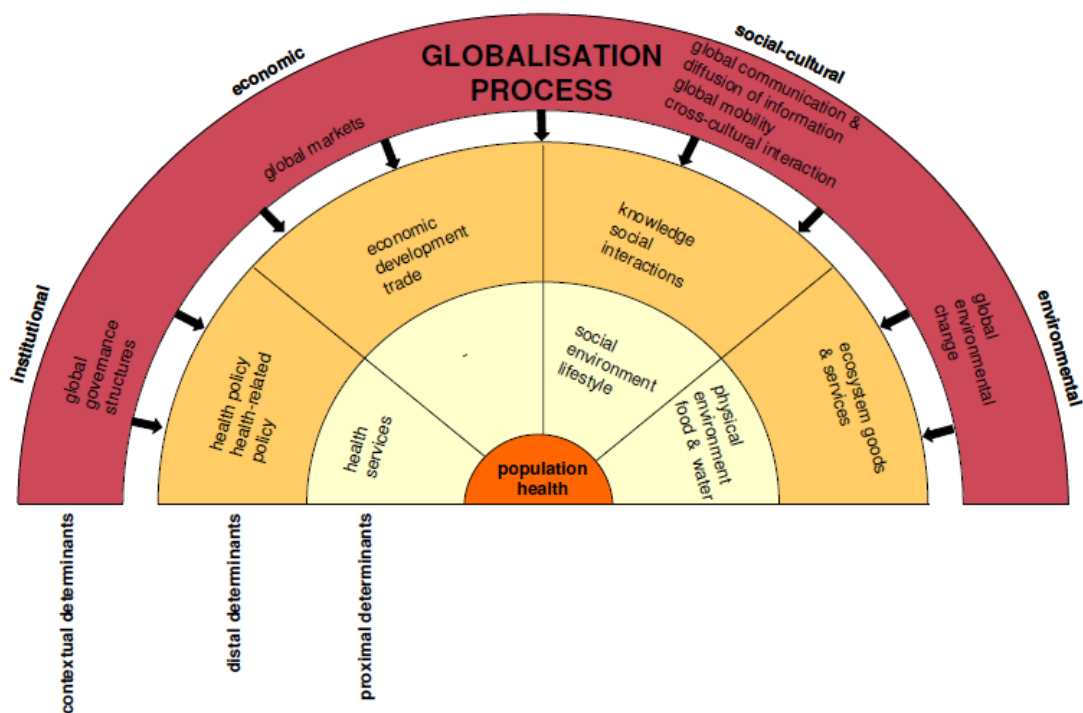 economic
social-cultural
institutional
environmental
GLOBALISATION
PROCESS
global governance
structures
global markets
global communication &
diffusion of information
global mobility
cross-cultural interaction
global
environmental
change
health policy
health-related
policy
economic
development
trade
knowledge
social
interactions
ecosystem goods
& services
health
services
-
social
environment
lifestyle
physical
environment
food & water
population
health
contextual determinants
distal determinants
proximal determinants